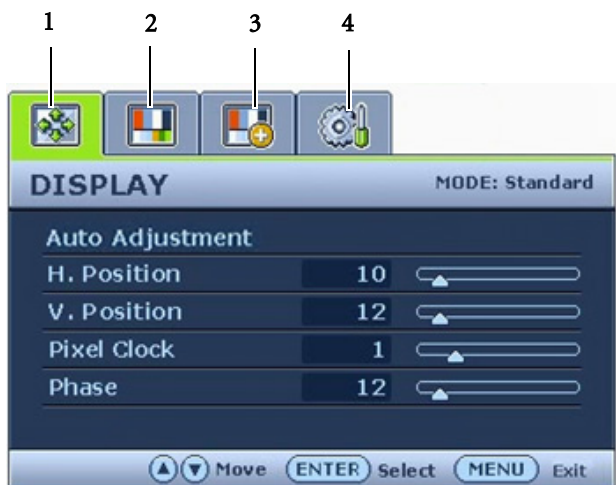 1 2 3 4
DISPLAY MODE: Standard
Auto Adjustment
H. Position 10
V. Position 12
Pixel Clock 1
Phase 12
Move ENTER Select MENU Exit